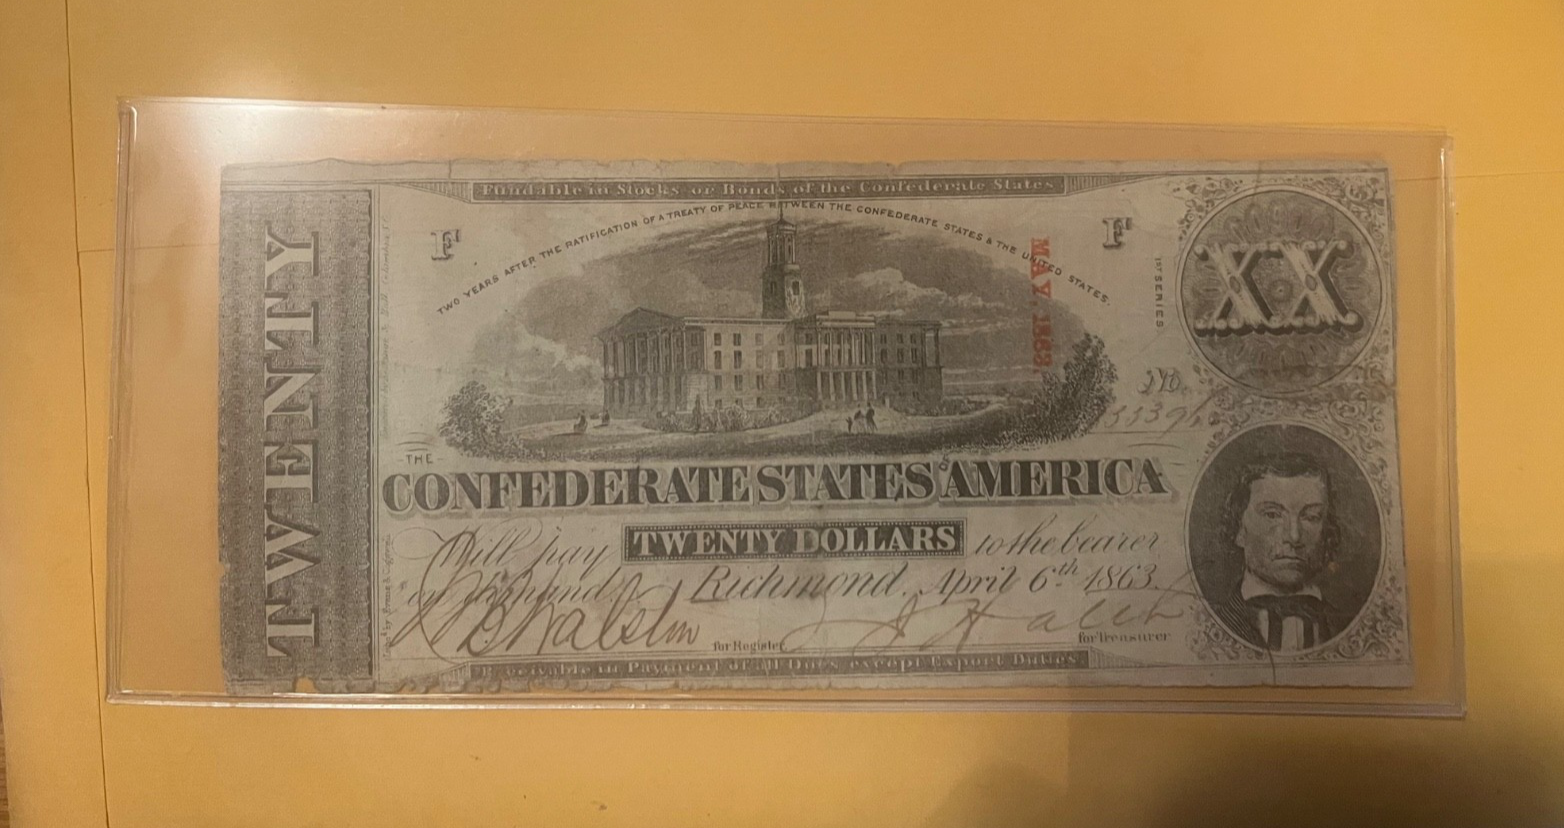 Fundable in Stocks or Bonds of the Confederate States
TWO YEARS AFTER THE RATIFICATION OF A TREATY OF PEACE BETWEEN THE CONFEDERATE STATES & THE UNITED STATES.
F
F
MAY, 1863.
1ST SERIES
XX
TWENTY
THE
CONFEDERATE STATES OF AMERICA
Will pay TWENTY DOLLARS to the bearer
on demand Richmond, April 6th 1863.
for Register
for Treasurer
Receivable in Payment of all Dues except Export Duties